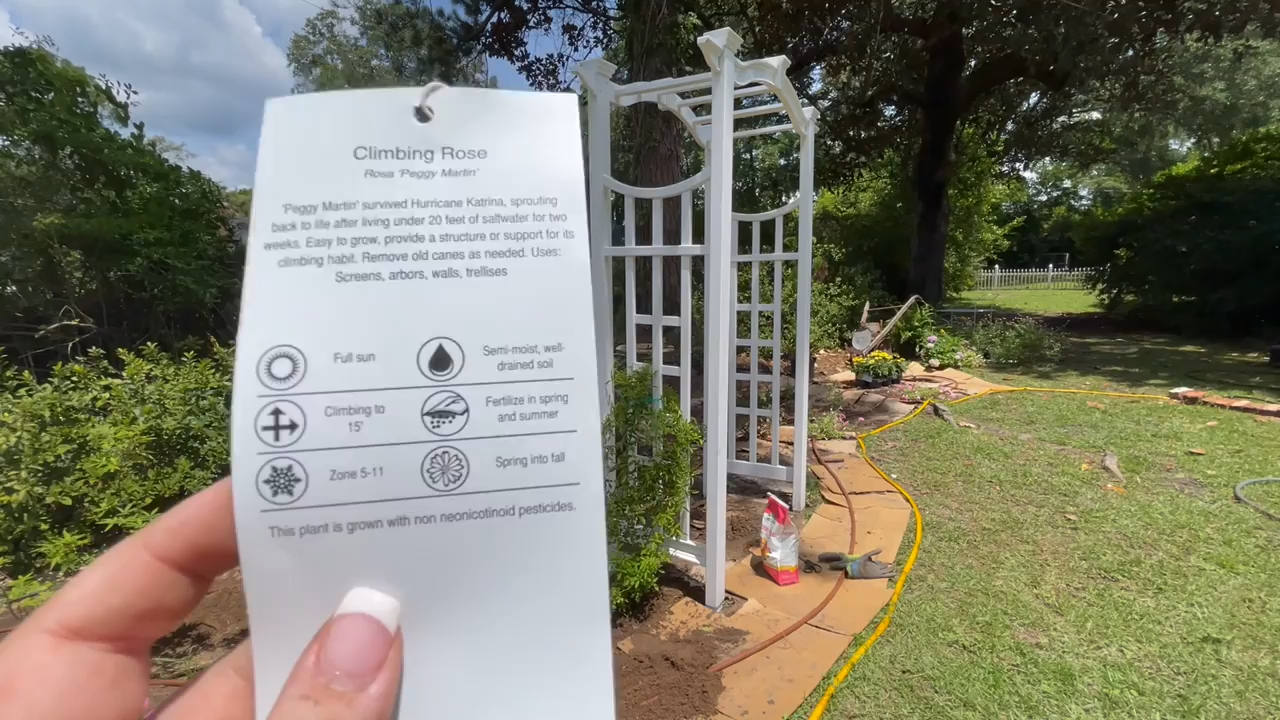 Climbing Rose
Rosa 'Peggy Martin'
'Peggy Martin' survived Hurricane Katrina, sprouting
back to life after living under 20 feet of saltwater for two
weeks. Easy to grow, provide a structure or support for its
climbing habit. Remove old canes as needed. Uses:
Screens, arbors, walls, trellises
Full sun
Semi-moist, well-
drained soil
Climbing to
15'
Fertilize in spring
and summer
Zone 5-11
Spring into fall
This plant is grown with non neonicotinoid pesticides.